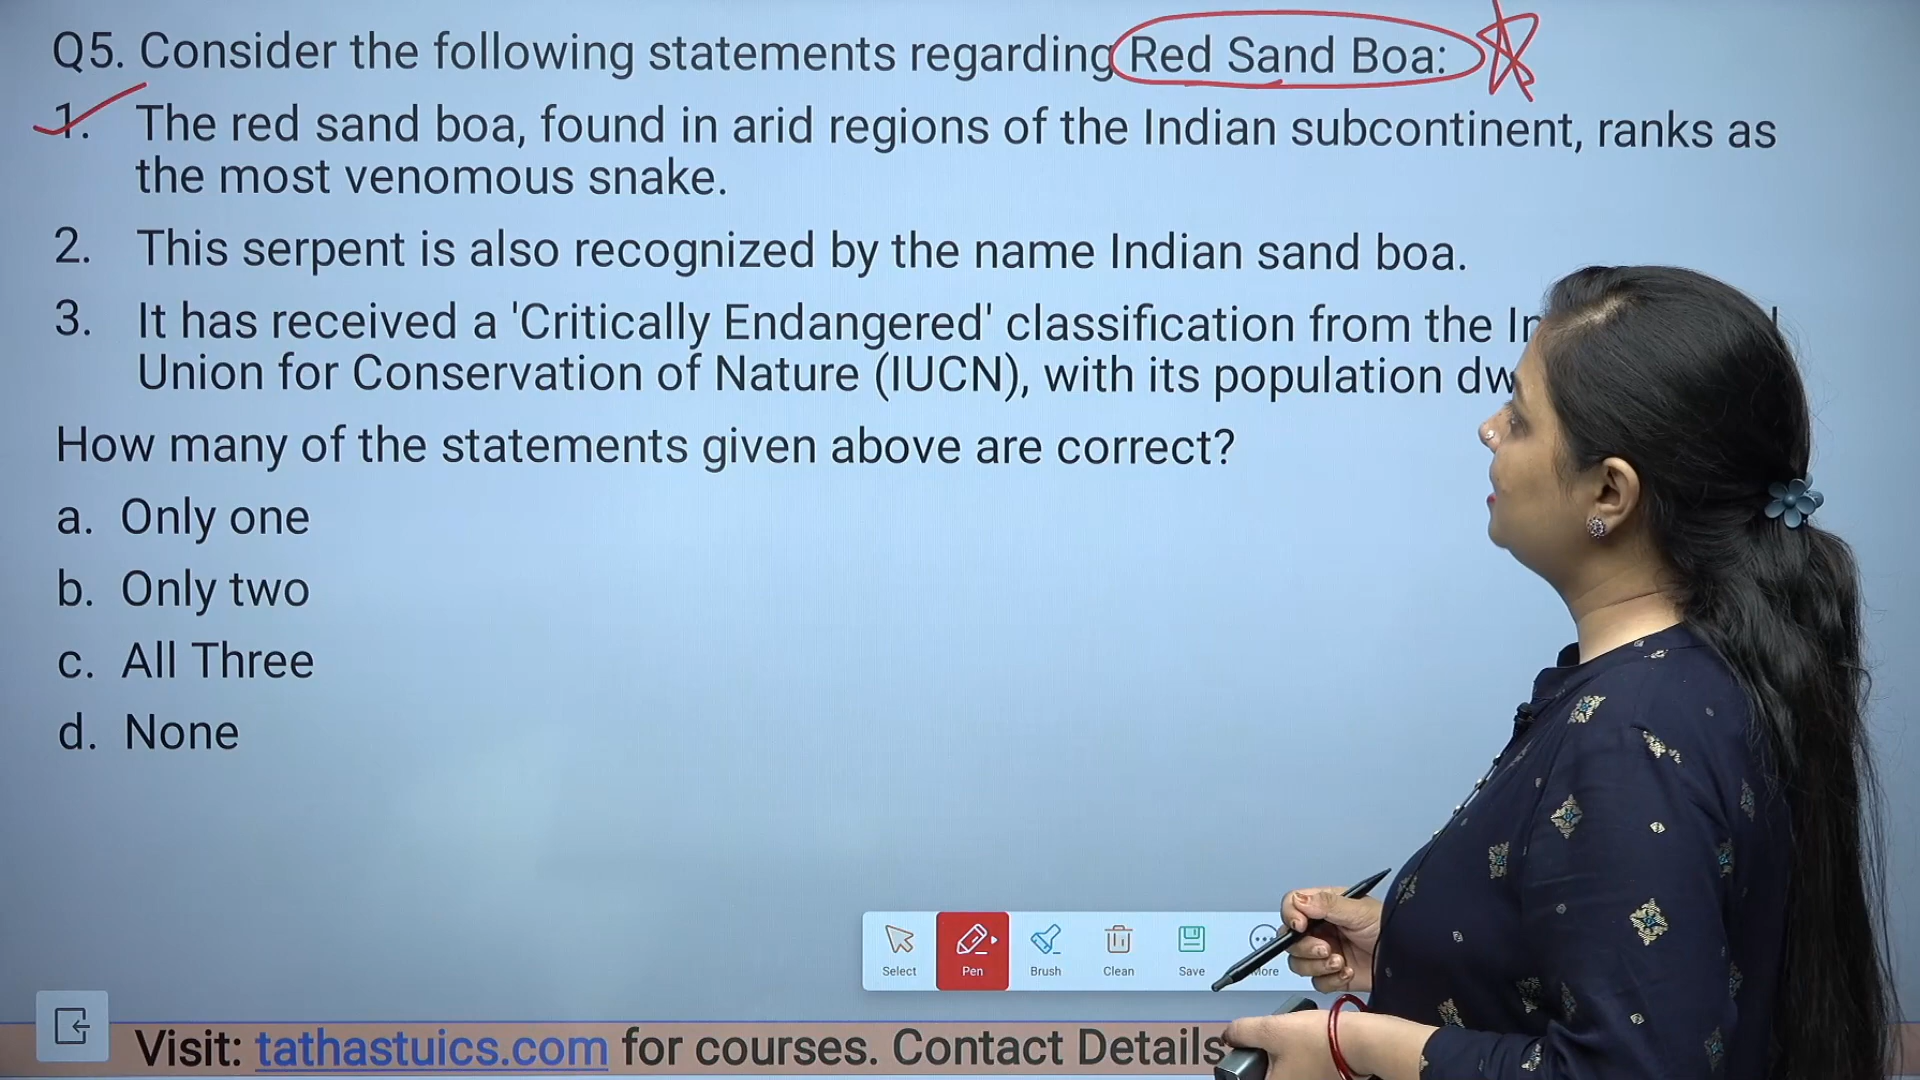 Q5. Consider the following statements regarding Red Sand Boa:
1. The red sand boa, found in arid regions of the Indian subcontinent, ranks as
the most venomous snake.
2. This serpent is also recognized by the name Indian sand boa.
3. It has received a 'Critically Endangered' classification from the
Union for Conservation of Nature (IUCN), with its population
How many of the statements given above are correct?
a. Only one
b. Only two
c. All Three
d. None
Select Pen Brush Clean Save More
Visit: tathastuics.com for courses. Contact Details